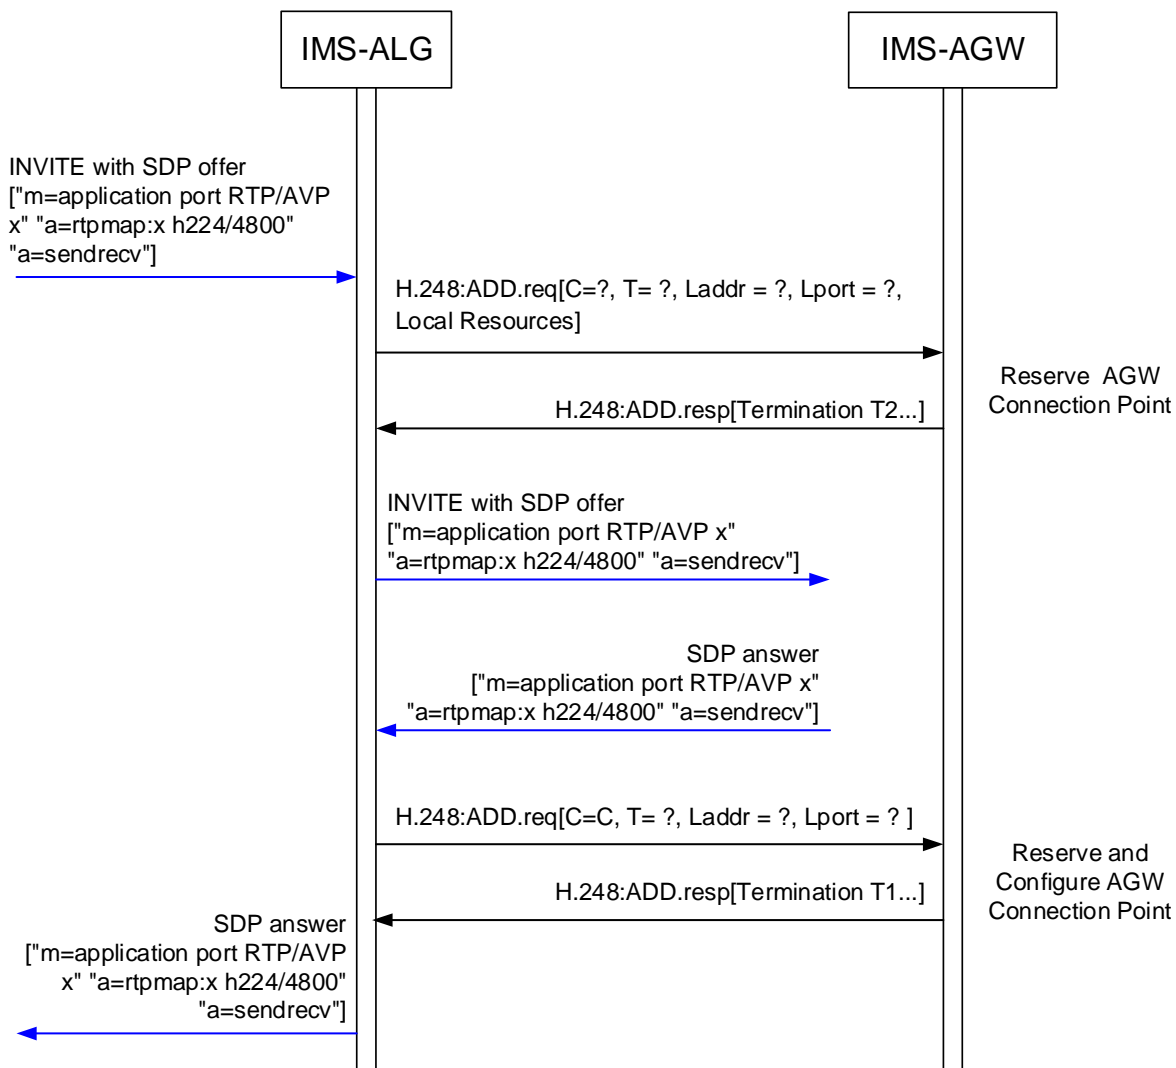 IMS-ALG
IMS-AGW
INVITE with SDP offer
["m=application port RTP/AVP
x" "a=rtpmap:x h224/4800"
"a=sendrecv"]
H.248:ADD.req[C=?, T= ?, Laddr = ?, Lport = ?,
Local Resources]
Reserve  AGW
Connection Point
H.248:ADD.resp[Termination T2...]
INVITE with SDP offer
["m=application port RTP/AVP x"
"a=rtpmap:x h224/4800" "a=sendrecv"]
SDP answer
["m=application port RTP/AVP x"
"a=rtpmap:x h224/4800" "a=sendrecv"]
H.248:ADD.req[C=C, T= ?, Laddr = ?, Lport = ? ]
Reserve and
Configure AGW
Connection Point
H.248:ADD.resp[Termination T1...]
SDP answer
["m=application port RTP/AVP
x" "a=rtpmap:x h224/4800"
"a=sendrecv"]